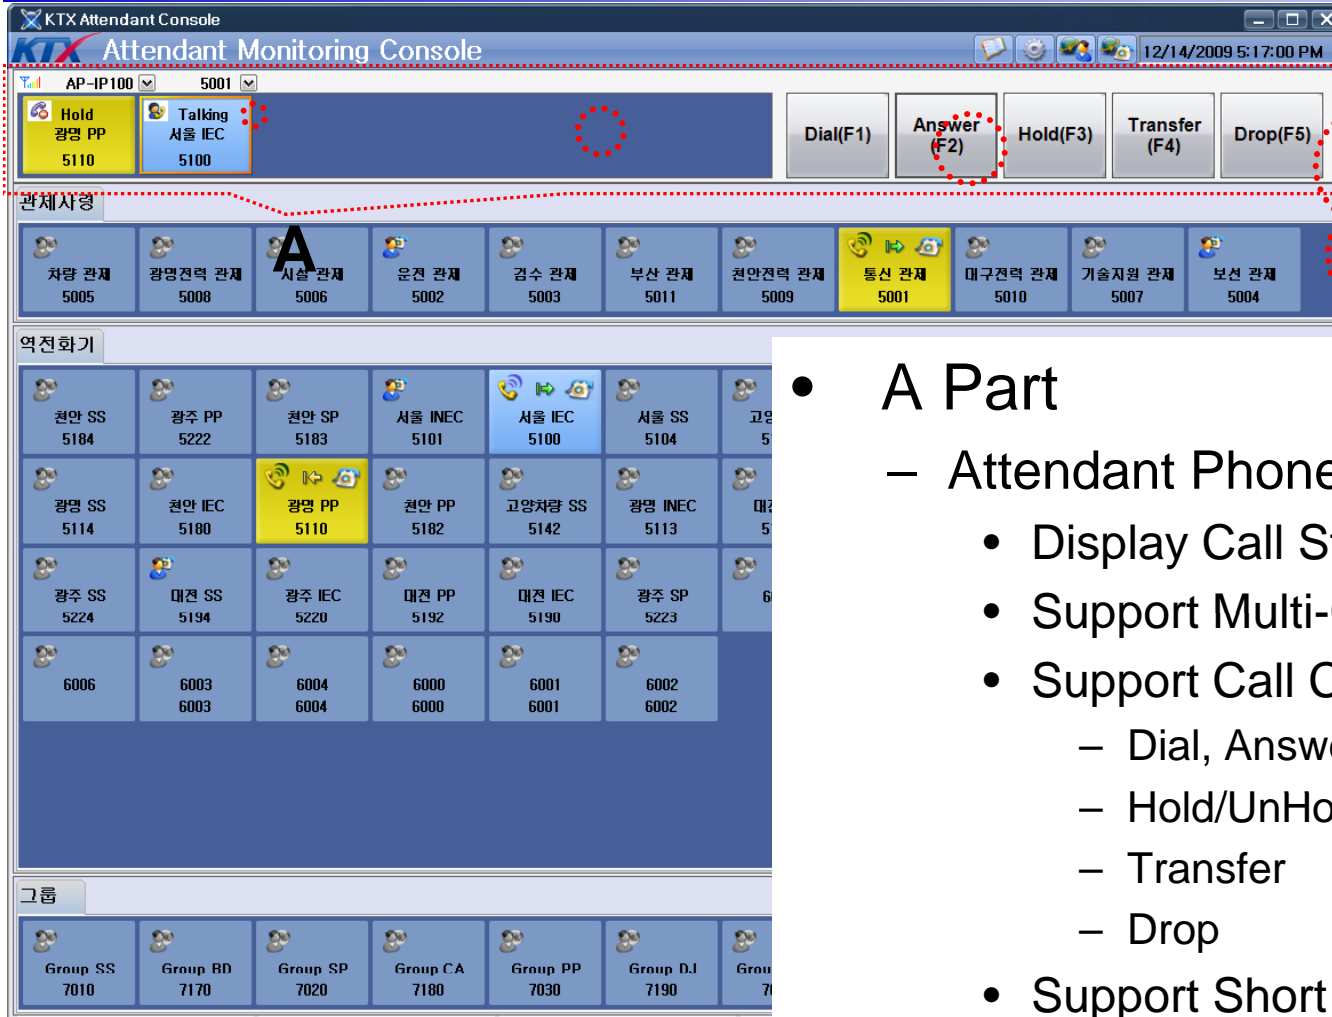 KTX Attendant Console
KTX Attendant Monitoring Console
12/14/2009 5:17:00 PM
AP-IP100 5001
Hold
광명 PP
5110
Talking
서울 IEC
5100
Dial(F1)
Answer
(F2)
Hold(F3)
Transfer
(F4)
Drop(F5)
관제사령
A
차량 관제
5005
광명전력 관제
5008
시설 관제
5006
운전 관제
5002
검수 관제
5003
부산 관제
5011
천안전력 관제
5009
통신 관제
5001
대구전력 관제
5010
기술지원 관제
5007
보선 관제
5004
역전화기
천안 SS
5184
광주 PP
5222
천안 SP
5183
서울 INEC
5101
서울 IEC
5100
서울 SS
5104
광명 SS
5114
천안 IEC
5180
광명 PP
5110
천안 PP
5182
고양차량 SS
5142
광명 INEC
5113
광주 SS
5224
대전 SS
5194
광주 IEC
5220
대전 PP
5192
대전 IEC
5190
광주 SP
5223
6006
6003
6003
6004
6004
6000
6000
6001
6001
6002
6002
그룹
Group SS
7010
Group BD
7170
Group SP
7020
Group CA
7180
Group PP
7030
Group DJ
7190
• A Part
– Attendant Phone
• Display Call
• Support Multi-
• Support Call
– Dial,
– Hold/
– Transfer
– Drop
• Support Short